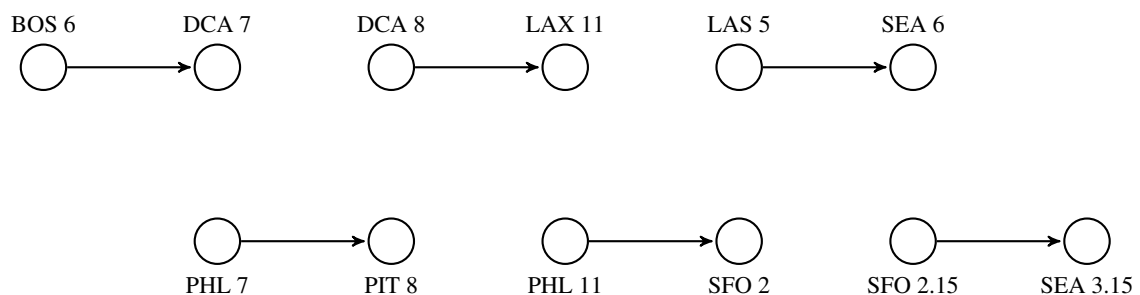 BOS 6 DCA 7 DCA 8 LAX 11 LAS 5 SEA 6
PHL 7 PIT 8 PHL 11 SFO 2 SFO 2.15 SEA 3.15